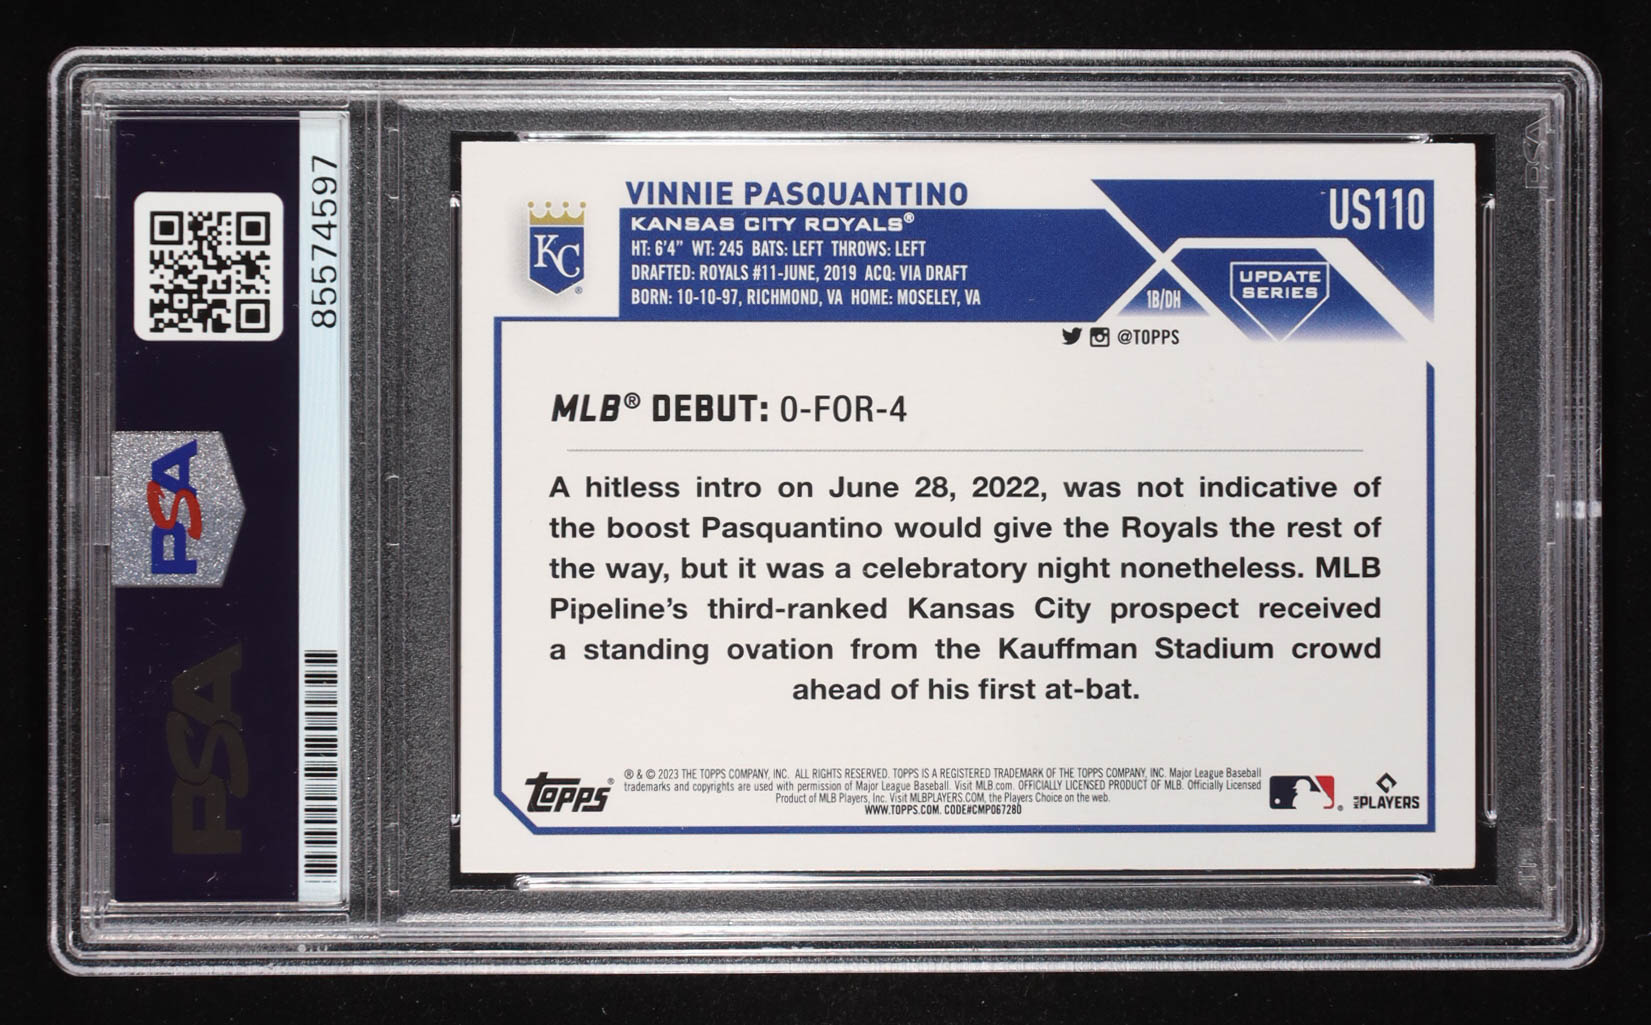 85574597
PSA
PSA
VINNIE PASQUANTINO
KANSAS CITY ROYALS®
HT: 6'4" WT: 245 BATS: LEFT THROWS: LEFT
DRAFTED: ROYALS #11-JUNE, 2019 ACQ: VIA DRAFT
BORN: 10-10-97, RICHMOND, VA HOME: MOSELEY, VA
KC
®
US110
UPDATE
SERIES
1B/DH
@TOPPS
MLB® DEBUT: 0-FOR-4
A hitless intro on June 28, 2022, was not indicative of
the boost Pasquantino would give the Royals the rest of
the way, but it was a celebratory night nonetheless. MLB
Pipeline's third-ranked Kansas City prospect received
a standing ovation from the Kauffman Stadium crowd
ahead of his first at-bat.
topps®
® & © 2023 THE TOPPS COMPANY, INC. ALL RIGHTS RESERVED. TOPPS IS A REGISTERED TRADEMARK OF THE TOPPS COMPANY, INC. Major League Baseball
trademarks and copyrights are used with permission of Major League Baseball. Visit MLB.com. OFFICIALLY LICENSED PRODUCT OF MLB. Officially Licensed
Product of MLB Players, Inc. Visit MLBPLAYERS.COM, the Players Choice on the web.
WWW.TOPPS.COM. CODE#CMP067280
®
MLB PLAYERS
PSA